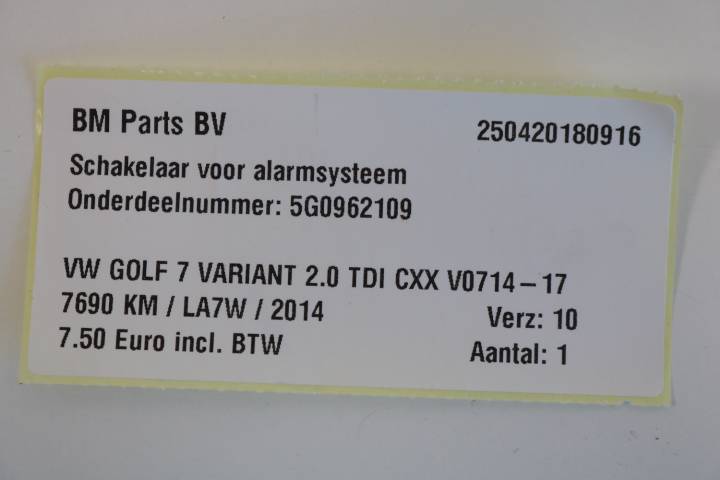 BM Parts BV 250420180916
Schakelaar voor alarmsysteem
Onderdeelnummer: 5G0962109
VW GOLF 7 VARIANT 2.0 TDI CXX V0714-17
7690 KM / LA7W / 2014 Verz: 10
7.50 Euro incl. BTW Aantal: 1